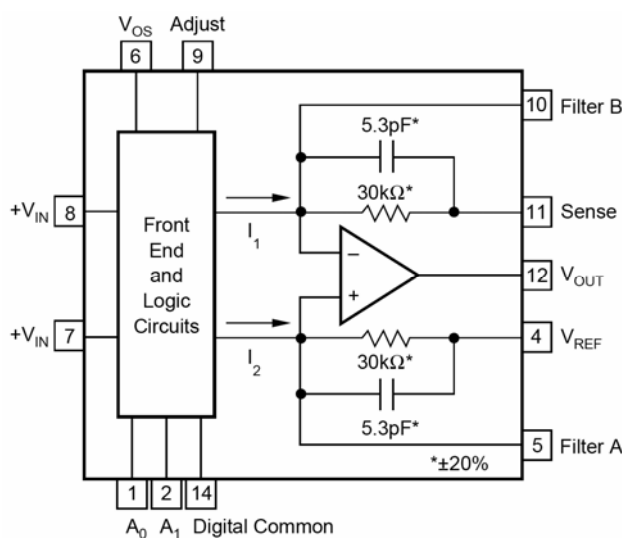 V_OS Adjust
6 9
10 Filter B
5.3pF*
30kΩ*
+V_IN 8
11 Sense
Front
End
and
Logic
Circuits
I_1
−
12 V_OUT
+
+V_IN 7
4 V_REF
I_2
30kΩ*
5.3pF*
*±20%
5 Filter A
1 2 14
A_0 A_1 Digital Common